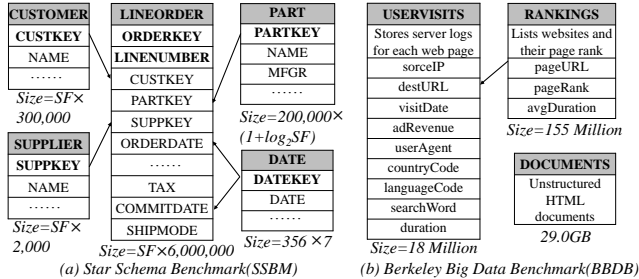 CUSTOMER
CUSTKEY
NAME
......
Size=SF×
300,000
SUPPLIER
SUPPKEY
NAME
......
Size=SF×
2,000
LINEORDER
ORDERKEY
LINENUMBER
CUSTKEY
PARTKEY
SUPPKEY
ORDERDATE
......
TAX
COMMITDATE
SHIPMODE
Size=SF×6,000,000
PART
PARTKEY
NAME
MFGR
......
Size=200,000×
(1+log2SF)
DATE
DATEKEY
DATE
......
Size=356 ×7
(a) Star Schema Benchmark(SSBM)
USERVISITS
Stores server logs
for each web page
sorceIP
destURL
visitDate
adRevenue
userAgent
countryCode
languageCode
searchWord
duration
Size=18 Million
RANKINGS
Lists websites and
their page rank
pageURL
pageRank
avgDuration
Size=155 Million
DOCUMENTS
Unstructured
HTML
documents
29.0GB
(b) Berkeley Big Data Benchmark(BBDB)